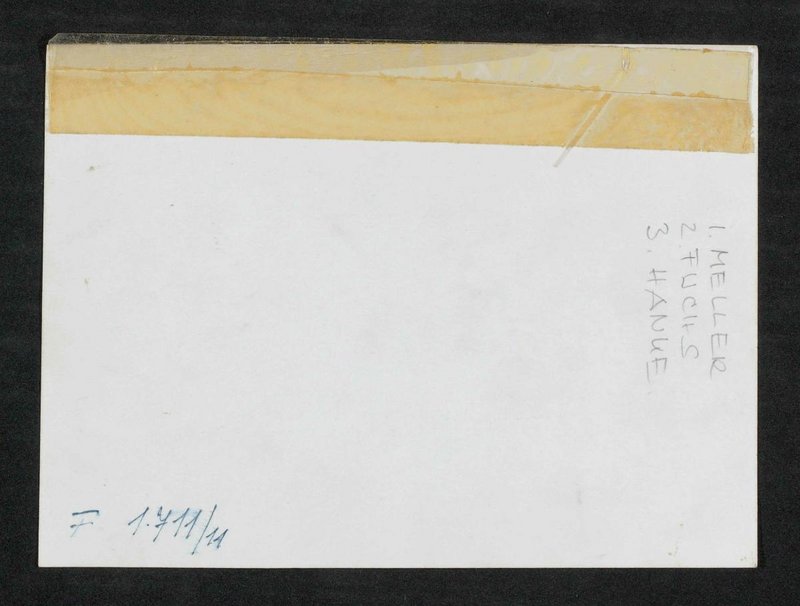 1. MELLER
2. FUCHS
3. HANKE
F 1.711/11